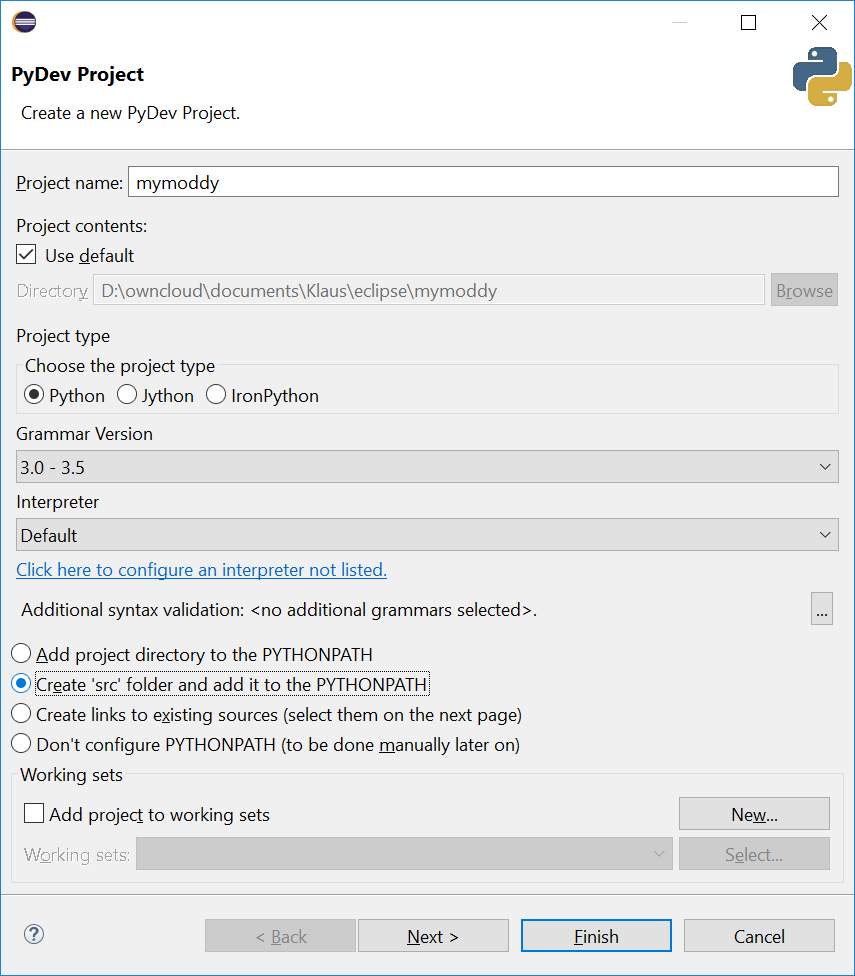 PyDev Project
Create a new PyDev Project.
Project name: mymoddy
Project contents:
Use default
Directory D:\owncloud\documents\Klaus\eclipse\mymoddy Browse
Project type
Choose the project type
Python Jython IronPython
Grammar Version
3.0 - 3.5
Interpreter
Default
Click here to configure an interpreter not listed.
Additional syntax validation: <no additional grammars selected>. ...
Add project directory to the PYTHONPATH
Create 'src' folder and add it to the PYTHONPATH
Create links to existing sources (select them on the next page)
Don't configure PYTHONPATH (to be done manually later on)
Working sets
Add project to working sets New...
Working sets: Select...
? < Back Next > Finish Cancel